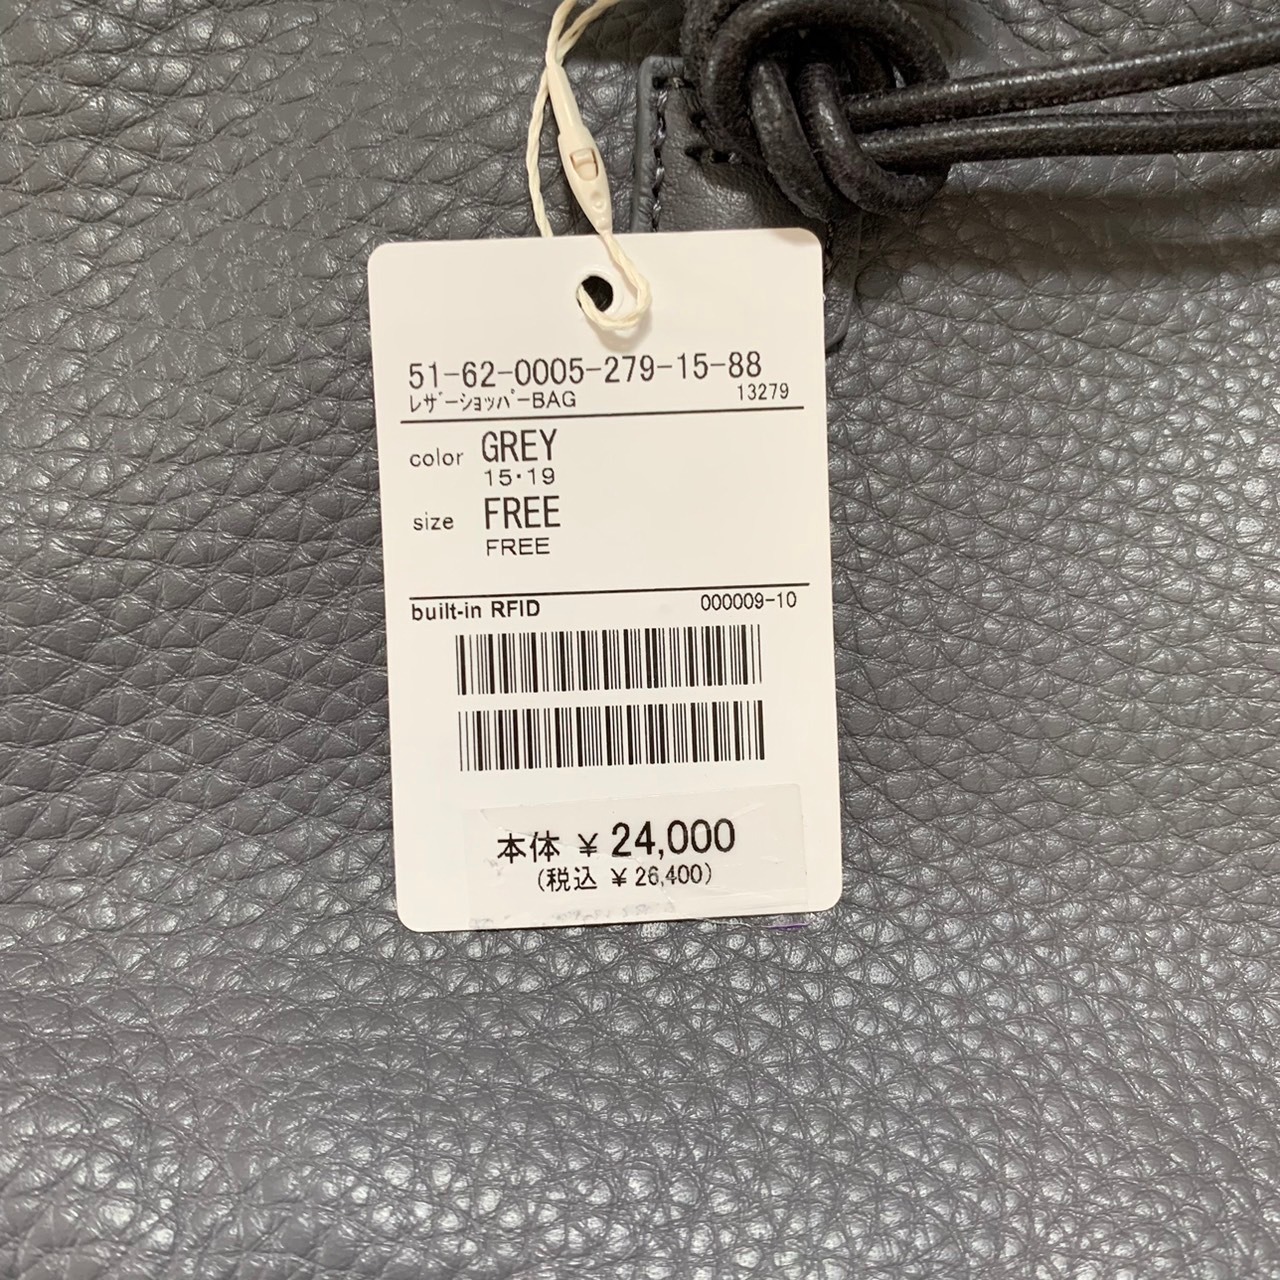 51-62-0005-279-15-88
ﾚｻﾞｰｼｮｯﾊﾟｰBAG 13279
color GREY
15･19
size FREE
FREE
built-in RFID 000009-10
本体 ¥ 24,000
(税込 ¥ 26,400)